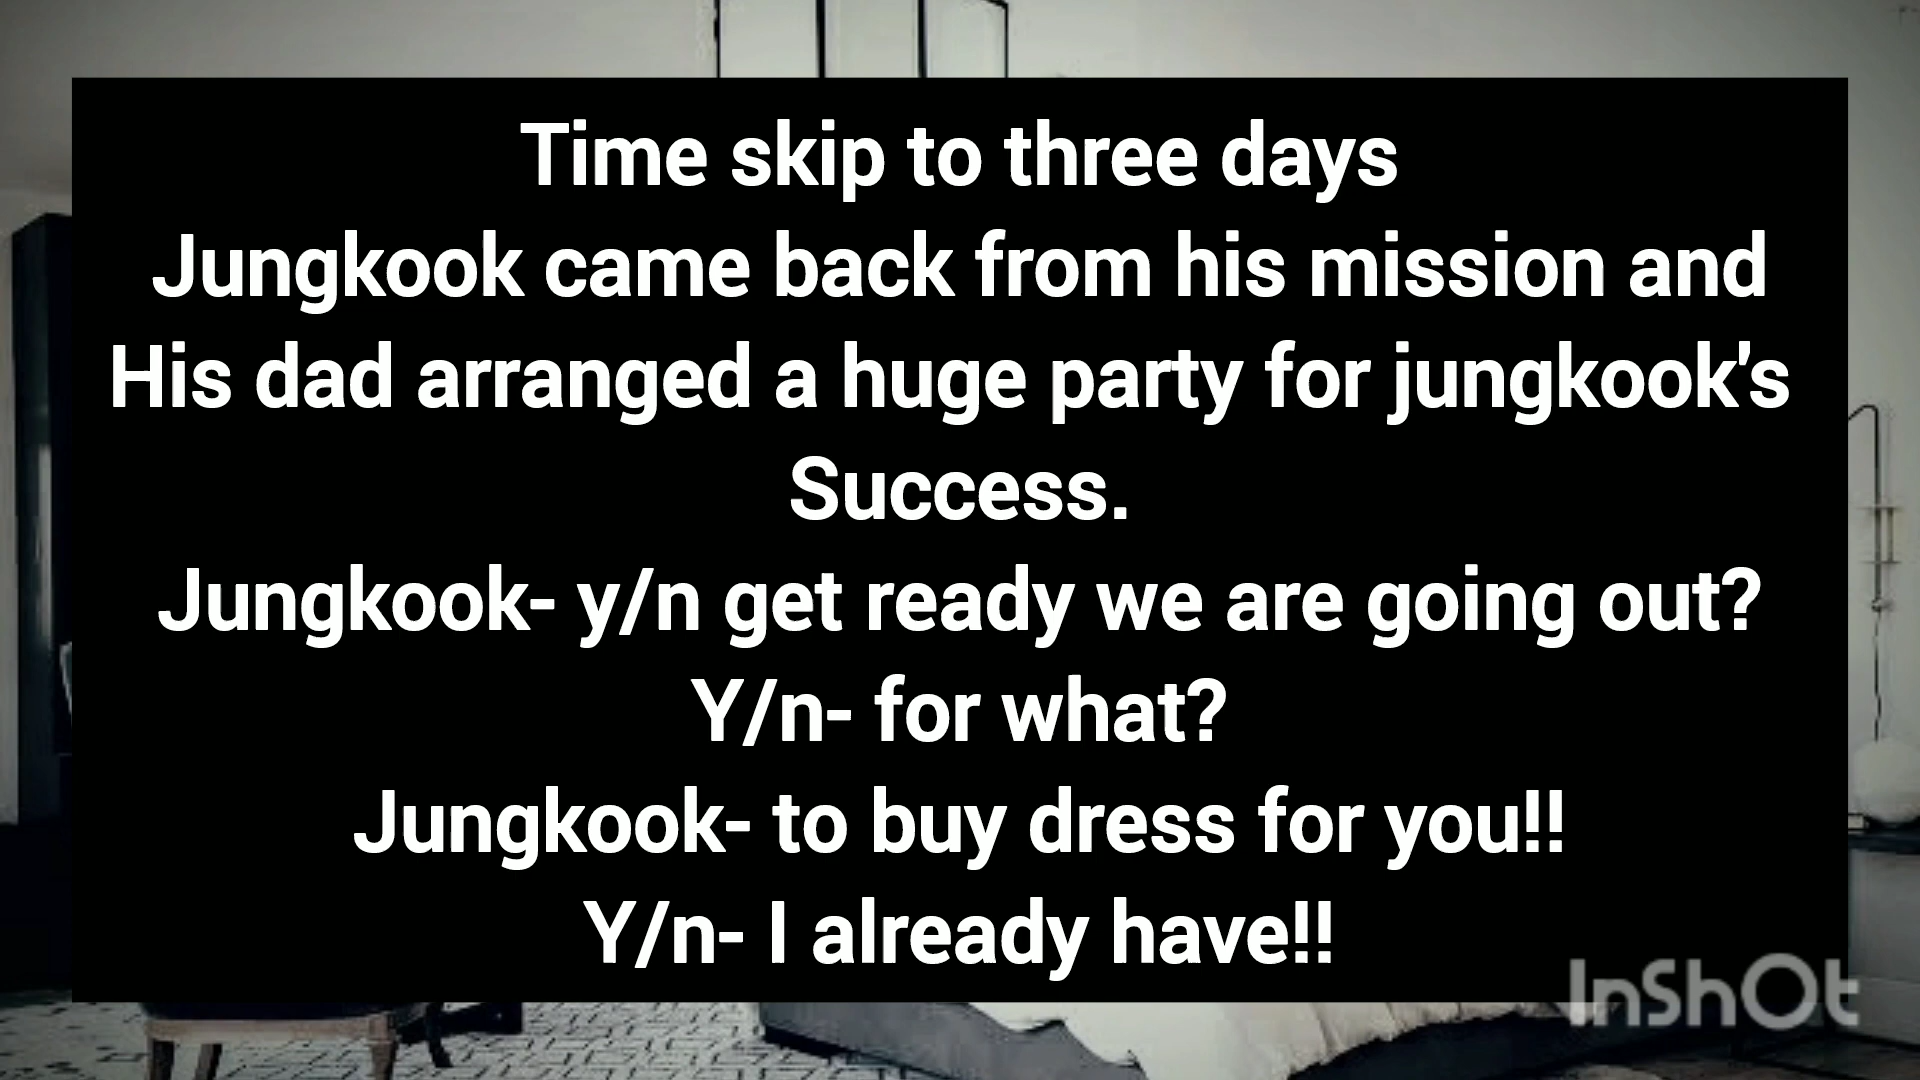 Time skip to three days
Jungkook came back from his mission and
His dad arranged a huge party for jungkook's
Success.
Jungkook- y/n get ready we are going out?
Y/n- for what?
Jungkook- to buy dress for you!!
Y/n- I already have!!
InShOt